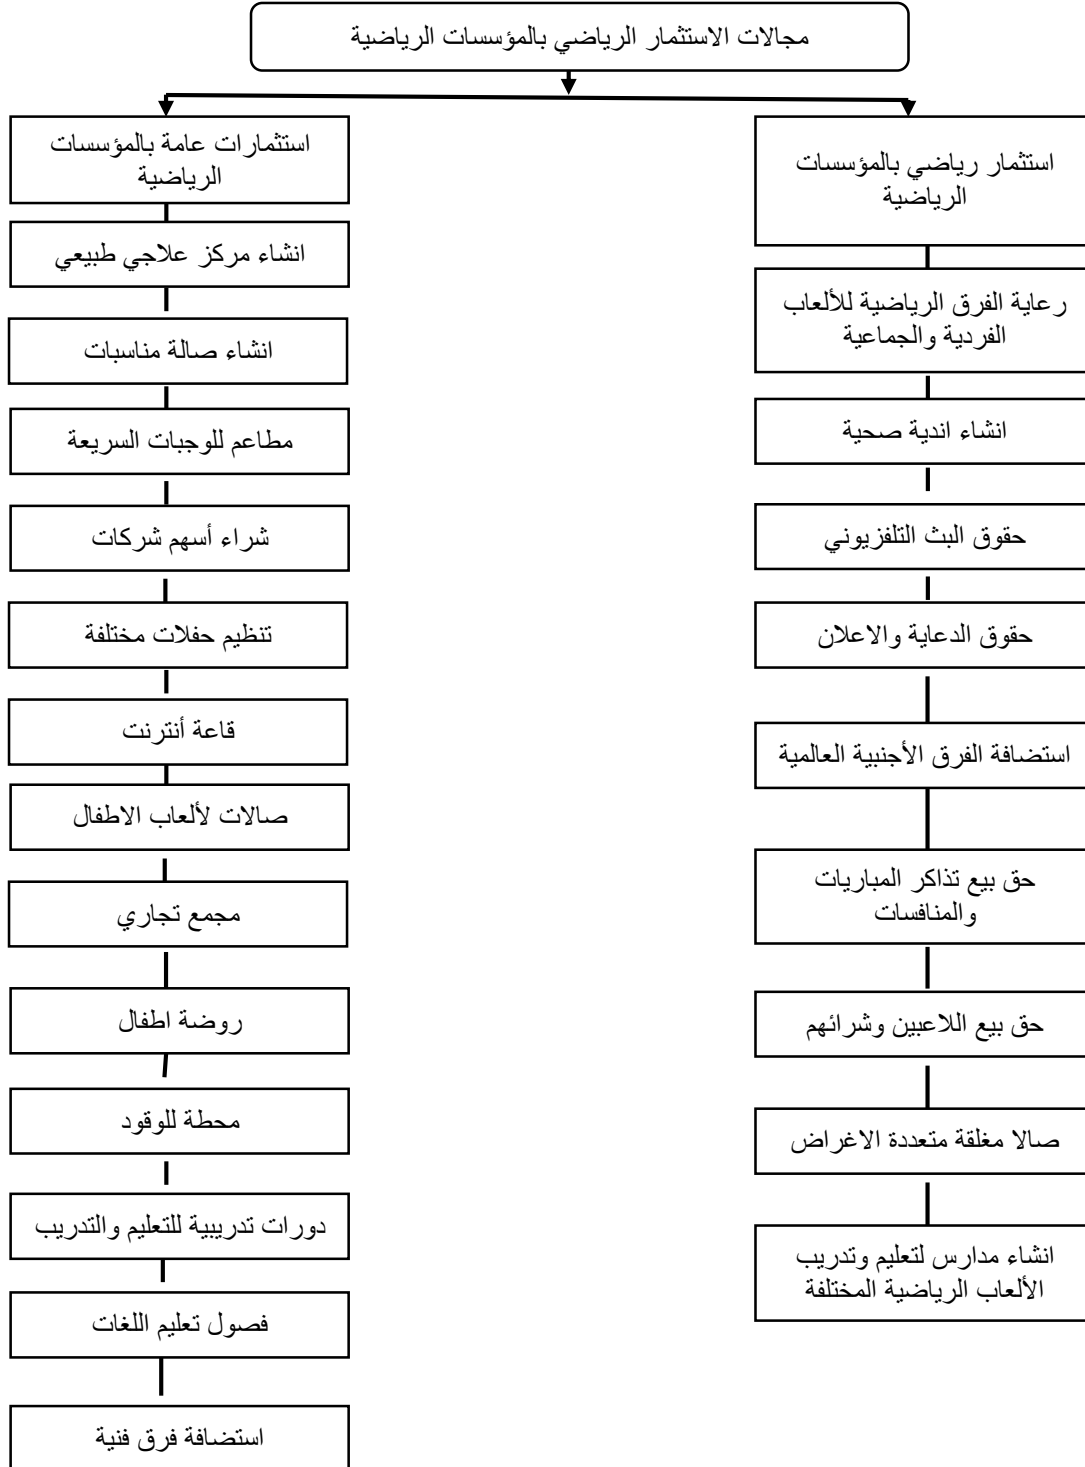 مجالات الاستثمار الرياضي بالمؤسسات الرياضية
استثمار رياضي بالمؤسسات
الرياضية
رعاية الفرق الرياضية للألعاب
الفردية والجماعية
انشاء اندية صحية
حقوق البث التلفزيوني
حقوق الدعاية والاعلان
استضافة الفرق الأجنبية العالمية
حق بيع تذاكر المباريات
والمنافسات
حق بيع اللاعبين وشرائهم
صالا مغلقة متعددة الاغراض
انشاء مدارس لتعليم وتدريب
الألعاب الرياضية المختلفة
استثمارات عامة بالمؤسسات
الرياضية
انشاء مركز علاجي طبيعي
انشاء صالة مناسبات
مطاعم للوجبات السريعة
شراء أسهم شركات
تنظيم حفلات مختلفة
قاعة أنترنت
صالات لألعاب الاطفال
مجمع تجاري
روضة اطفال
محطة للوقود
دورات تدريبية للتعليم والتدريب
فصول تعليم اللغات
استضافة فرق فنية